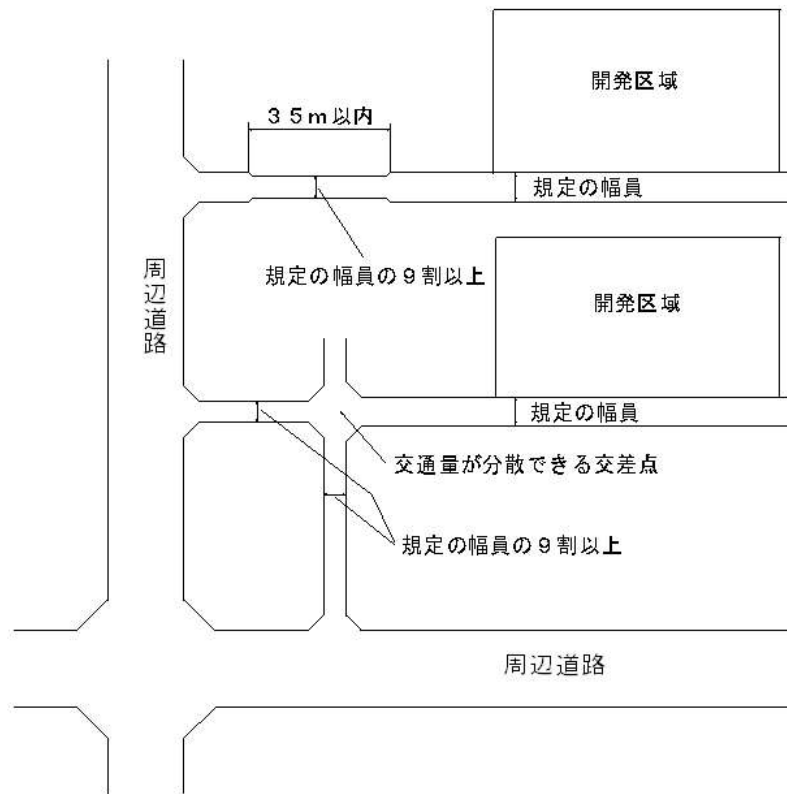 開発区域
35m以内
規定の幅員
規定の幅員の9割以上
周辺道路
開発区域
規定の幅員
交通量が分散できる交差点
規定の幅員の9割以上
周辺道路